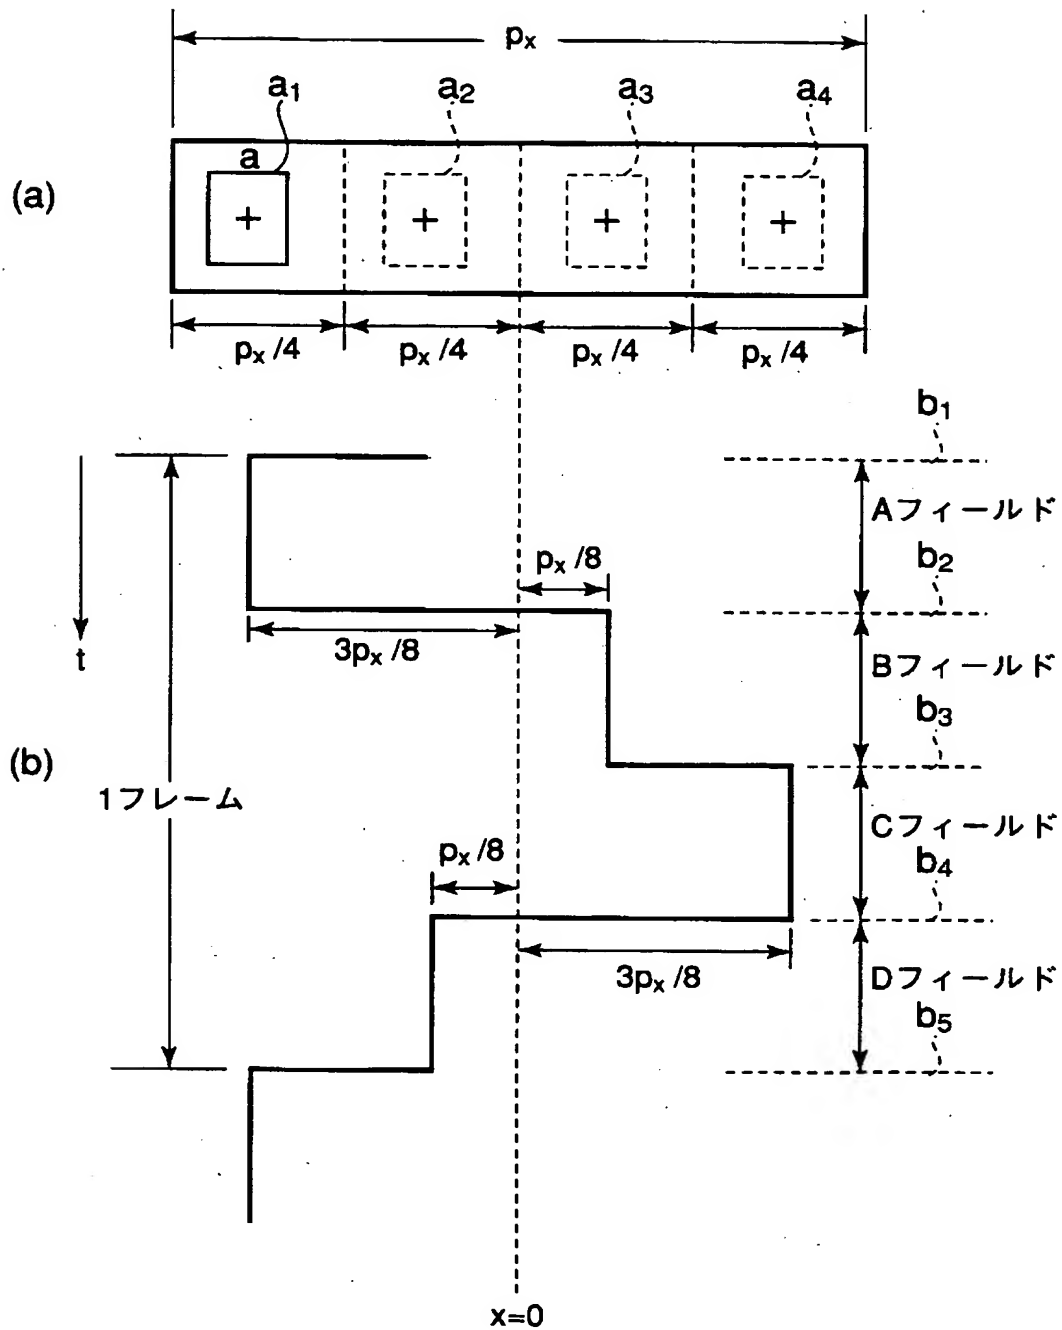 px
a1
a2
a3
a4
a
(a)
px/4
px/4
px/4
px/4
b1
Aフィールド
px/8
b2
t
3px/8
Bフィールド
b3
(b)
1フレーム
Cフィールド
px/8
b4
3px/8
Dフィールド
b5
x=0